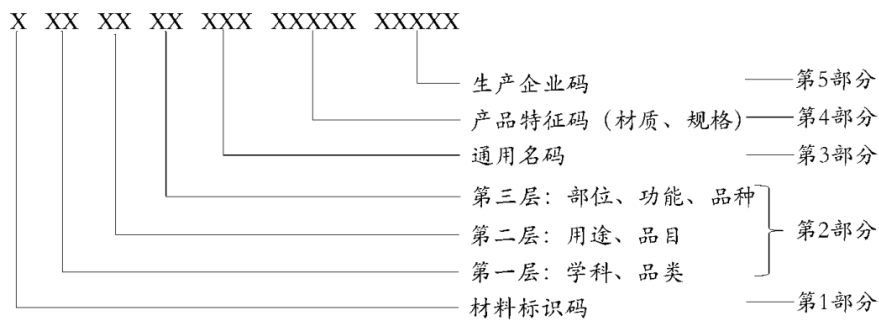 X XX XX XX XXX XXXXX XXXXX
生产企业码 第5部分
产品特征码（材质、规格） 第4部分
通用名码 第3部分
第三层：部位、功能、品种
第二层：用途、品目 第2部分
第一层：学科、品类
材料标识码 第1部分